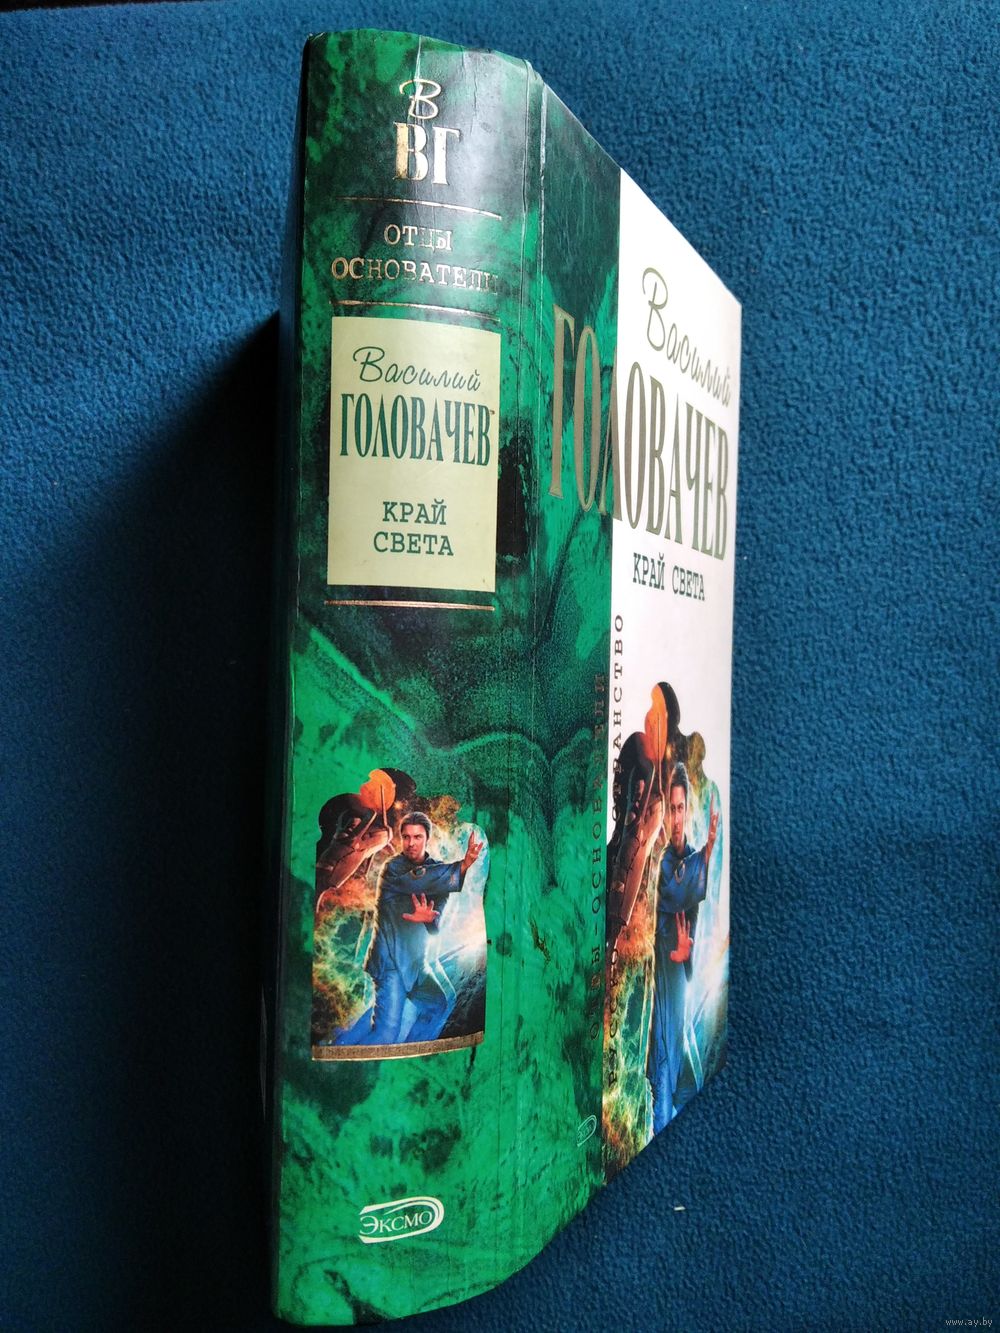 В
ВГ
ОТЦЫ
ОСНОВАТЕЛИ
Василий
ГОЛОВАЧЕВ
КРАЙ
СВЕТА
ЭКСМО
Василий
ГОЛОВАЧЕВ
КРАЙ СВЕТА
ОТЦЫ-ОСНОВАТЕЛИ
www.ay.by